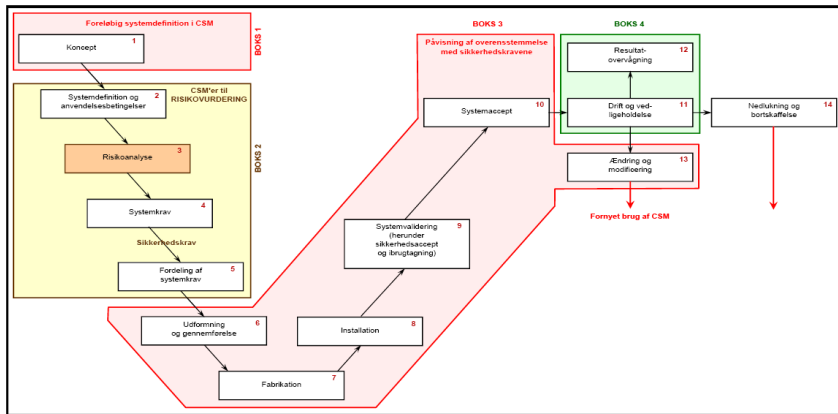 Foreløbig systemdefinition i CSM
BOKS 1
1
Koncept
CSM'er til
RISIKOVURDERING
BOKS 2
2
Systemdefinition og
anvendelsesbetingelser
3
Risikoanalyse
4
Systemkrav
Sikkerhedskrav
5
Fordeling af
systemkrav
6
Udformning
og gennemførelse
7
Fabrikation
8
Installation
9
Systemvalidering
(herunder
sikkerhedsaccept
og ibrugtagning)
BOKS 3
Påvisning af overensstemmelse
med sikkerhedskravene
10
Systemaccept
BOKS 4
12
Resultat-
overvågning
11
Drift og ved-
ligeholdelse
13
Ændring og
modificering
Fornyet brug af CSM
14
Nedlukning og
bortskaffelse